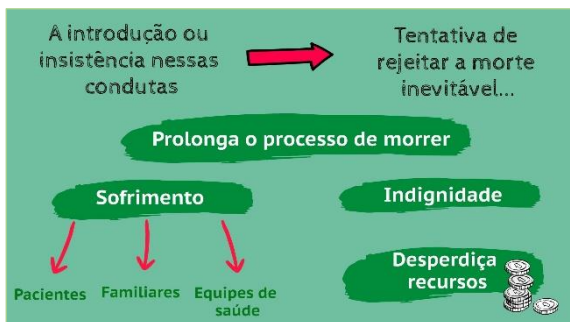 A introdução ou
insistência nessas
condutas
Tentativa de
rejeitar a morte
inevitável...
Prolonga o processo de morrer
Sofrimento
Indignidade
Pacientes
Familiares
Equipes de
saúde
Desperdiça
recursos